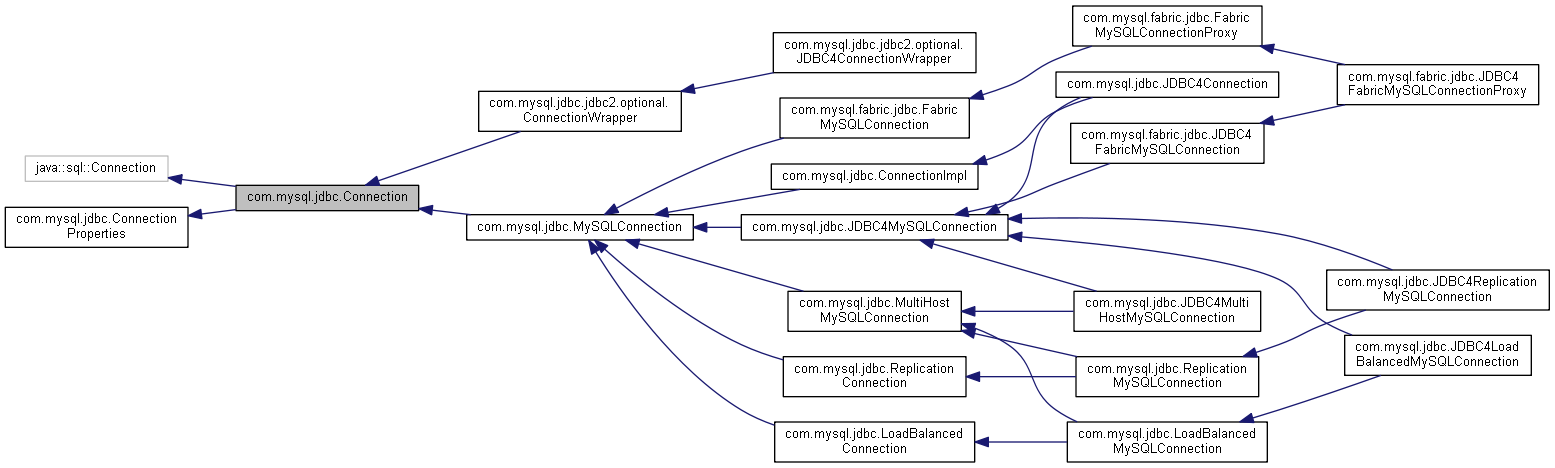 com.mysql.fabric.jdbc.Fabric
MySQLConnectionProxy
com.mysql.jdbc.jdbc2.optional.
JDBC4ConnectionWrapper
com.mysql.jdbc.JDBC4Connection
com.mysql.fabric.jdbc.JDBC4
FabricMySQLConnectionProxy
com.mysql.jdbc.jdbc2.optional.
ConnectionWrapper
com.mysql.fabric.jdbc.Fabric
MySQLConnection
com.mysql.fabric.jdbc.JDBC4
FabricMySQLConnection
java::sql::Connection
com.mysql.jdbc.ConnectionImpl
com.mysql.jdbc.Connection
com.mysql.jdbc.Connection
Properties
com.mysql.jdbc.MySQLConnection
com.mysql.jdbc.JDBC4MySQLConnection
com.mysql.jdbc.JDBC4Replication
MySQLConnection
com.mysql.jdbc.MultiHost
MySQLConnection
com.mysql.jdbc.JDBC4Multi
HostMySQLConnection
com.mysql.jdbc.JDBC4Load
BalancedMySQLConnection
com.mysql.jdbc.Replication
Connection
com.mysql.jdbc.Replication
MySQLConnection
com.mysql.jdbc.LoadBalanced
Connection
com.mysql.jdbc.LoadBalanced
MySQLConnection